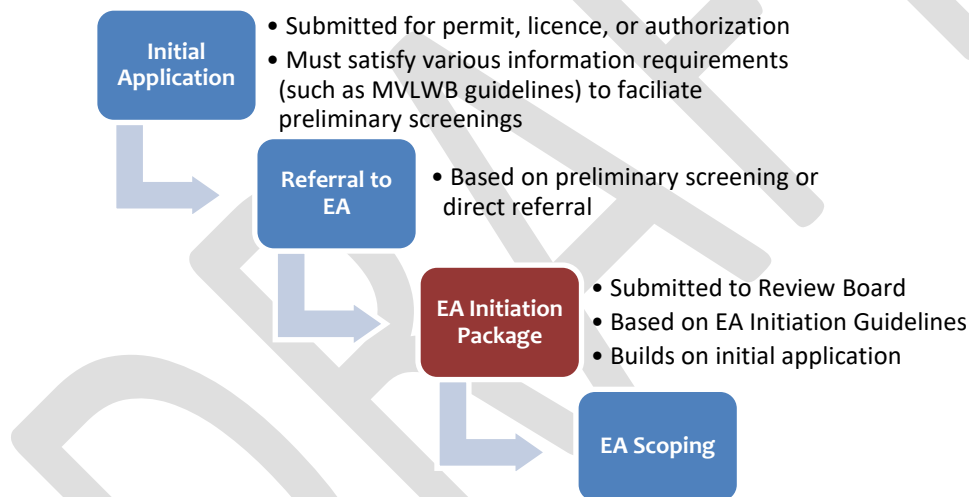 Initial
Application
• Submitted for permit, licence, or authorization
• Must satisfy various information requirements
(such as MVLWB guidelines) to faciliate
preliminary screenings
Referral to
EA
• Based on preliminary screening or
direct referral
EA Initiation
Package
• Submitted to Review Board
• Based on EA Initiation Guidelines
• Builds on initial application
EA Scoping
DRAFT